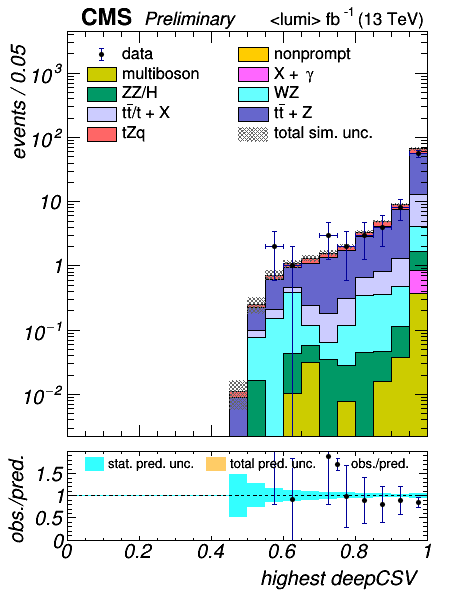 CMS Preliminary <lumi> fb⁻¹ (13 TeV)
events / 0.05
10³
10²
10
1
10⁻¹
10⁻²
data
nonprompt
multiboson
X + γ
ZZ/H
WZ
tt̄/t + X
tt̄ + Z
tZq
total sim. unc.
obs./pred.
1.5
1
0.5
0
stat. pred. unc.
total pred. unc.
obs./pred.
0 0.2 0.4 0.6 0.8 1
highest deepCSV